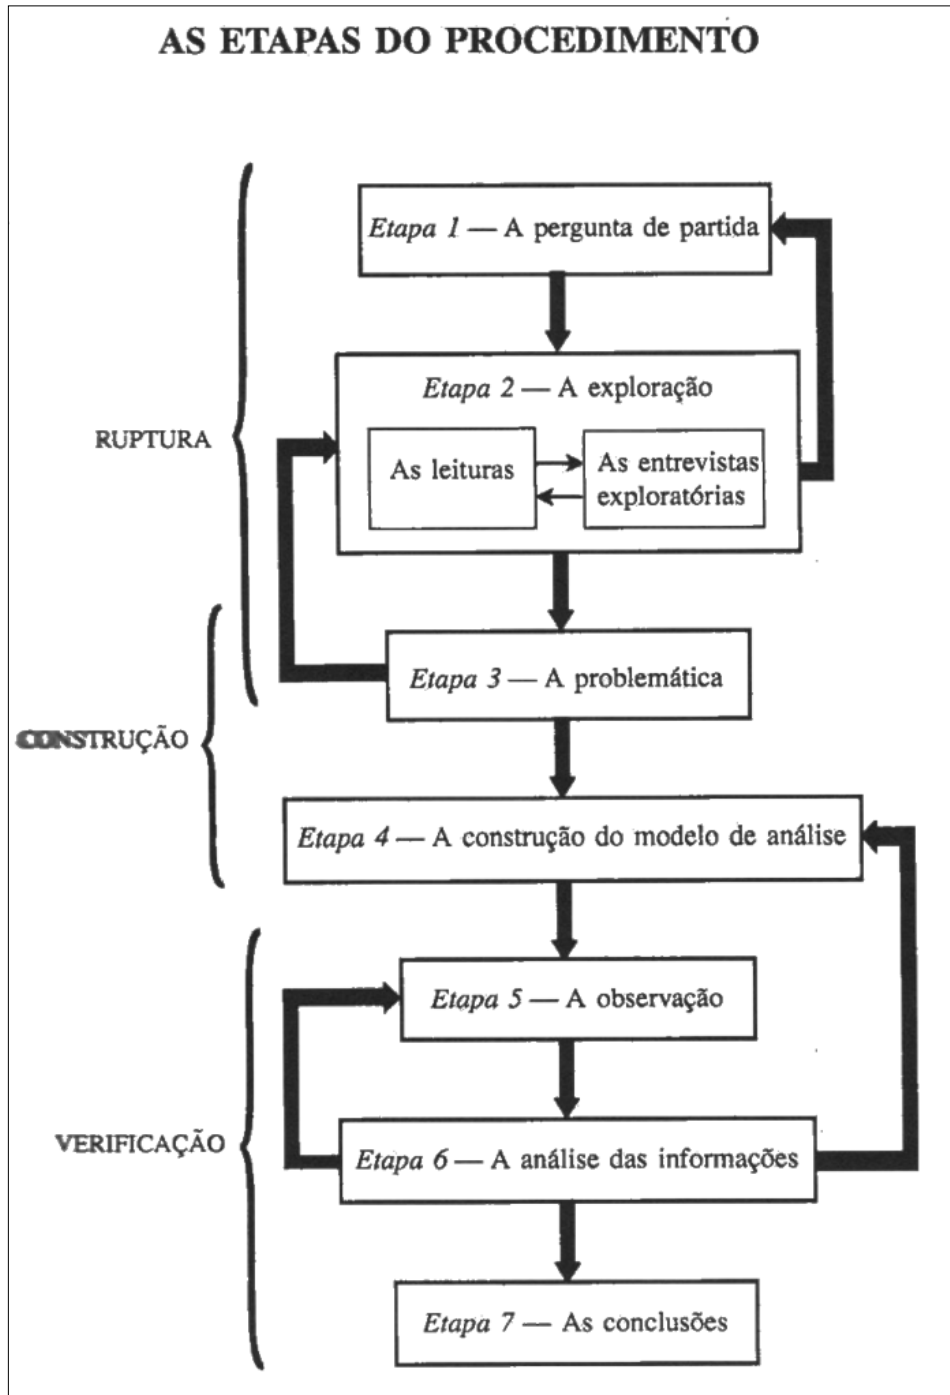 AS ETAPAS DO PROCEDIMENTO
Etapa 1 — A pergunta de partida
Etapa 2 — A exploração
RUPTURA
As leituras
As entrevistas
exploratórias
Etapa 3 — A problemática
CONSTRUÇÃO
Etapa 4 — A construção do modelo de análise
Etapa 5 — A observação
VERIFICAÇÃO
Etapa 6 — A análise das informações
Etapa 7 — As conclusões